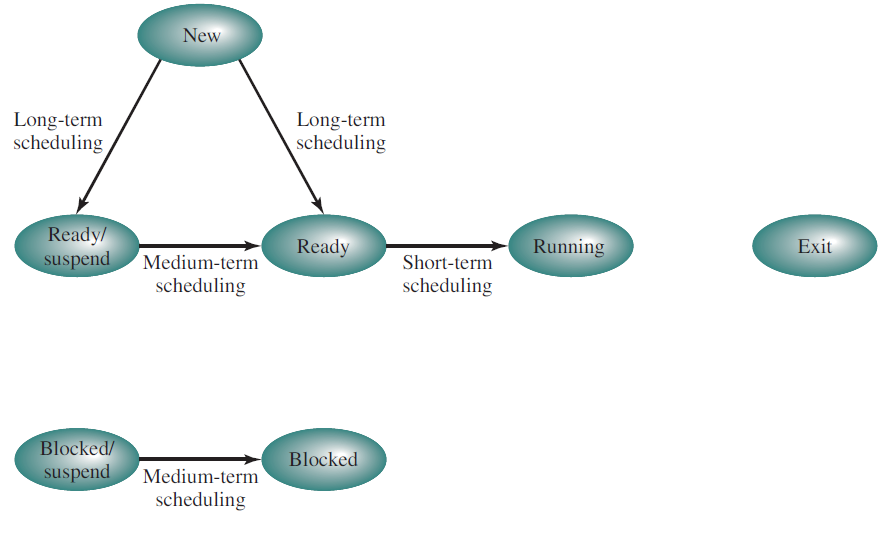 New
Long-term
scheduling
Long-term
scheduling
Ready/
suspend
Medium-term
scheduling
Ready
Short-term
scheduling
Running
Exit
Blocked/
suspend
Medium-term
scheduling
Blocked